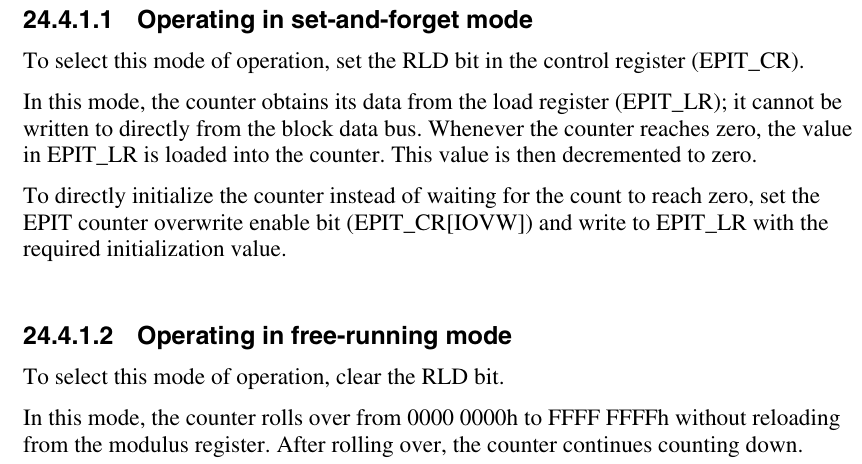 24.4.1.1 Operating in set-and-forget mode
To select this mode of operation, set the RLD bit in the control register (EPIT_CR).
In this mode, the counter obtains its data from the load register (EPIT_LR); it cannot be
written to directly from the block data bus. Whenever the counter reaches zero, the value
in EPIT_LR is loaded into the counter. This value is then decremented to zero.
To directly initialize the counter instead of waiting for the count to reach zero, set the
EPIT counter overwrite enable bit (EPIT_CR[IOVW]) and write to EPIT_LR with the
required initialization value.
24.4.1.2 Operating in free-running mode
To select this mode of operation, clear the RLD bit.
In this mode, the counter rolls over from 0000 0000h to FFFF FFFFh without reloading
from the modulus register. After rolling over, the counter continues counting down.